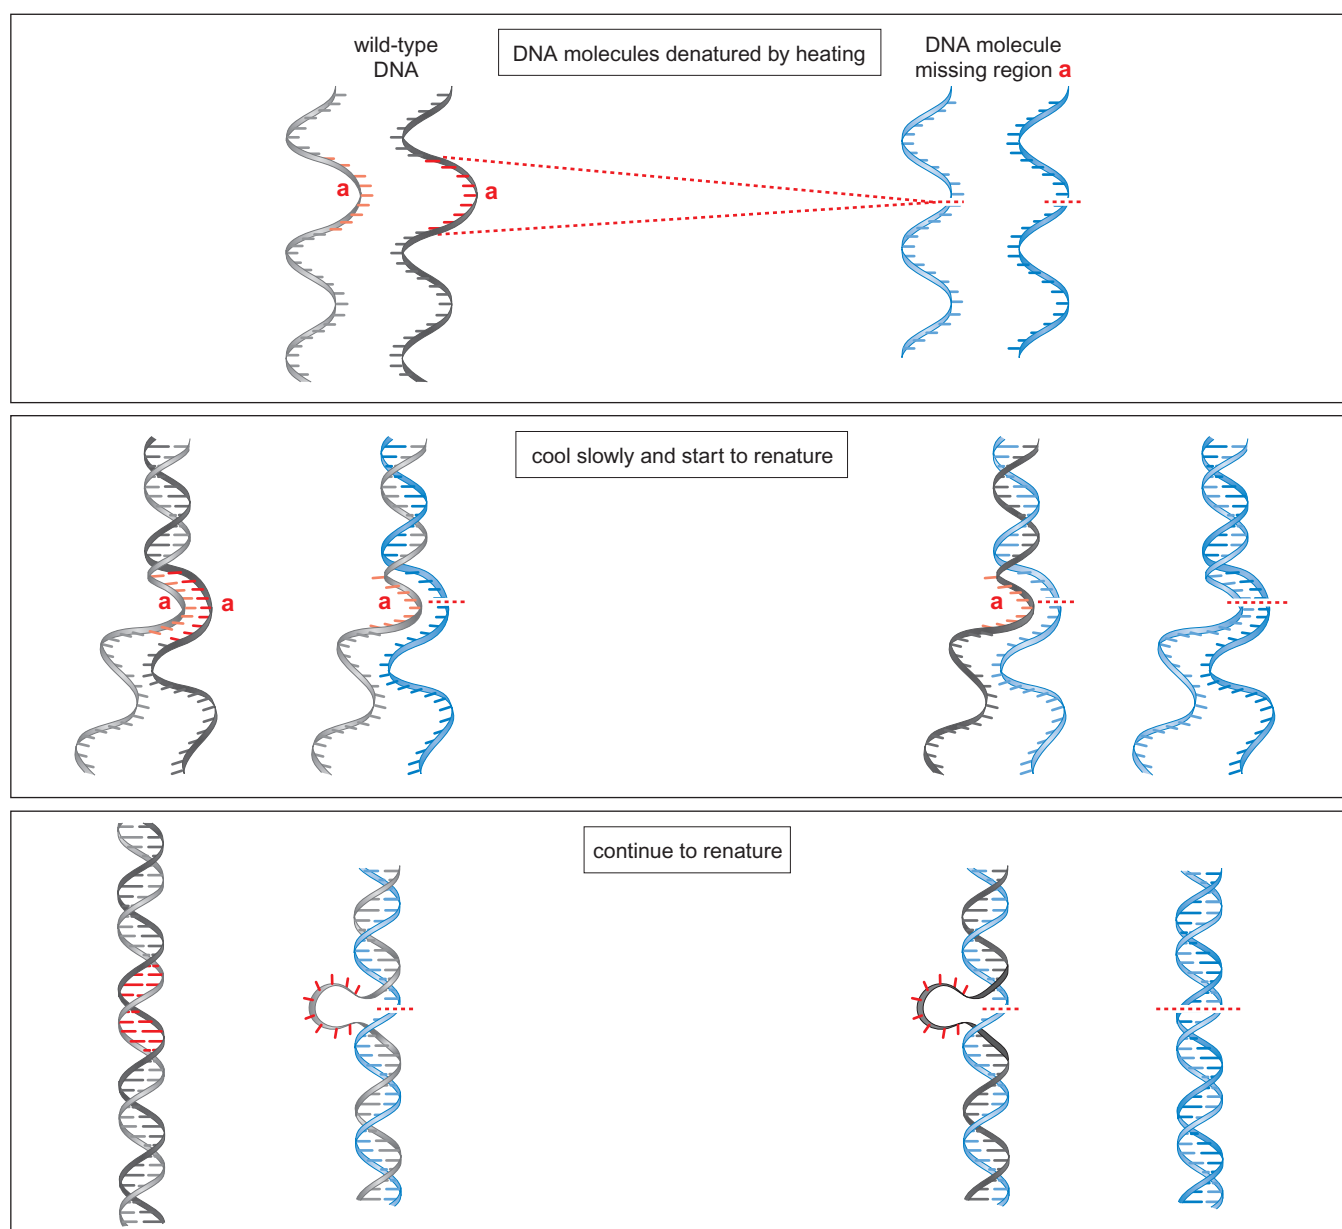 wild-type
DNA
DNA molecules denatured by heating
DNA molecule
missing region a
a
a
cool slowly and start to renature
a
a
a
a
continue to renature